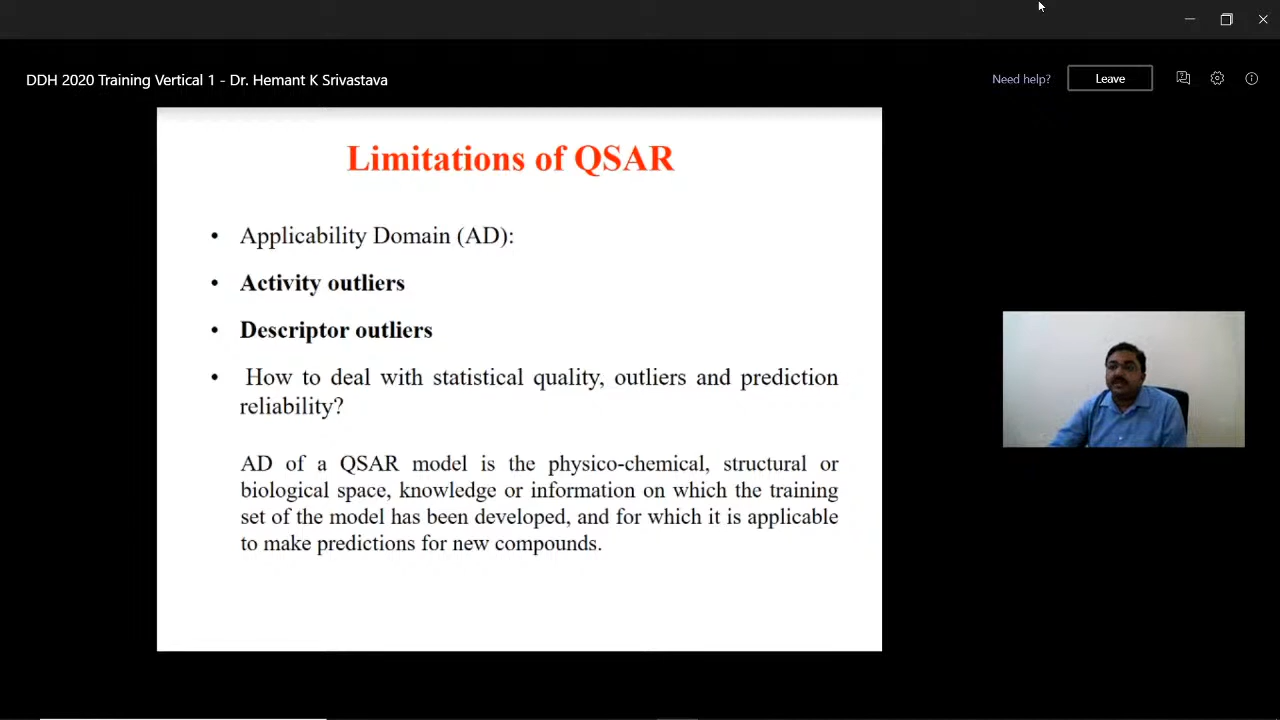 DDH 2020 Training Vertical 1 - Dr. Hemant K Srivastava
Need help?
Leave
Limitations of QSAR
• Applicability Domain (AD):
• Activity outliers
• Descriptor outliers
• How to deal with statistical quality, outliers and prediction
reliability?
AD of a QSAR model is the physico-chemical, structural or
biological space, knowledge or information on which the training
set of the model has been developed, and for which it is applicable
to make predictions for new compounds.